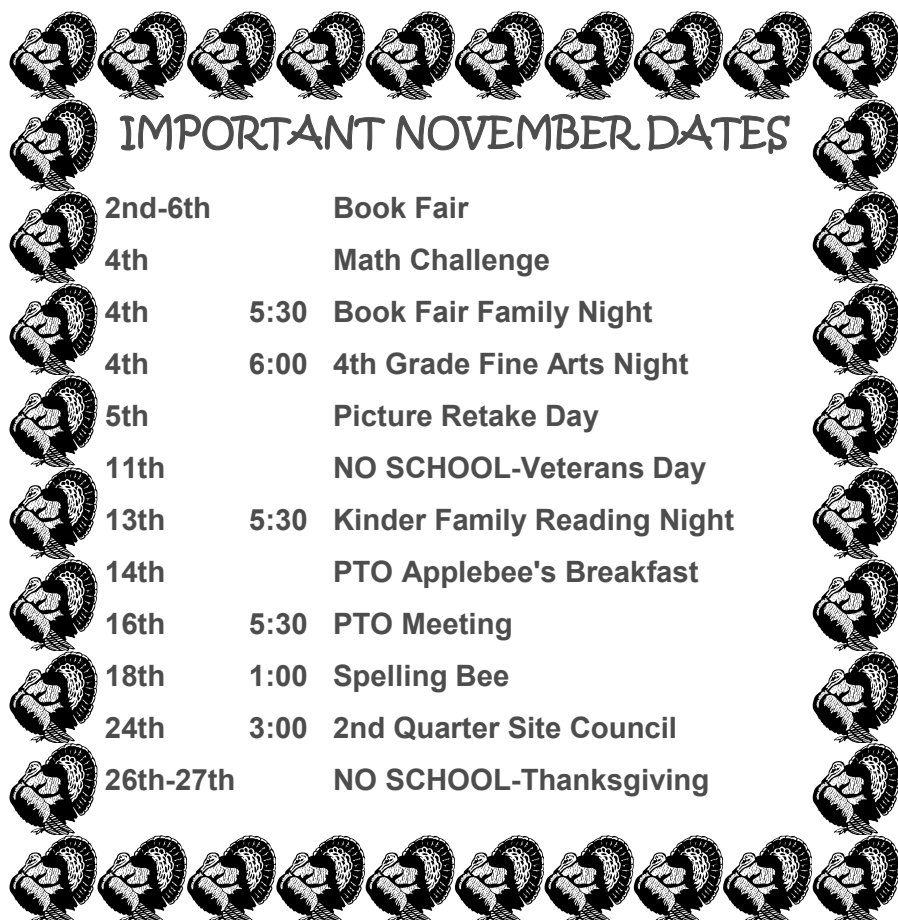 IMPORTANT NOVEMBER DATES
2nd-6th Book Fair
4th Math Challenge
4th 5:30 Book Fair Family Night
4th 6:00 4th Grade Fine Arts Night
5th Picture Retake Day
11th NO SCHOOL-Veterans Day
13th 5:30 Kinder Family Reading Night
14th PTO Applebee's Breakfast
16th 5:30 PTO Meeting
18th 1:00 Spelling Bee
24th 3:00 2nd Quarter Site Council
26th-27th NO SCHOOL-Thanksgiving